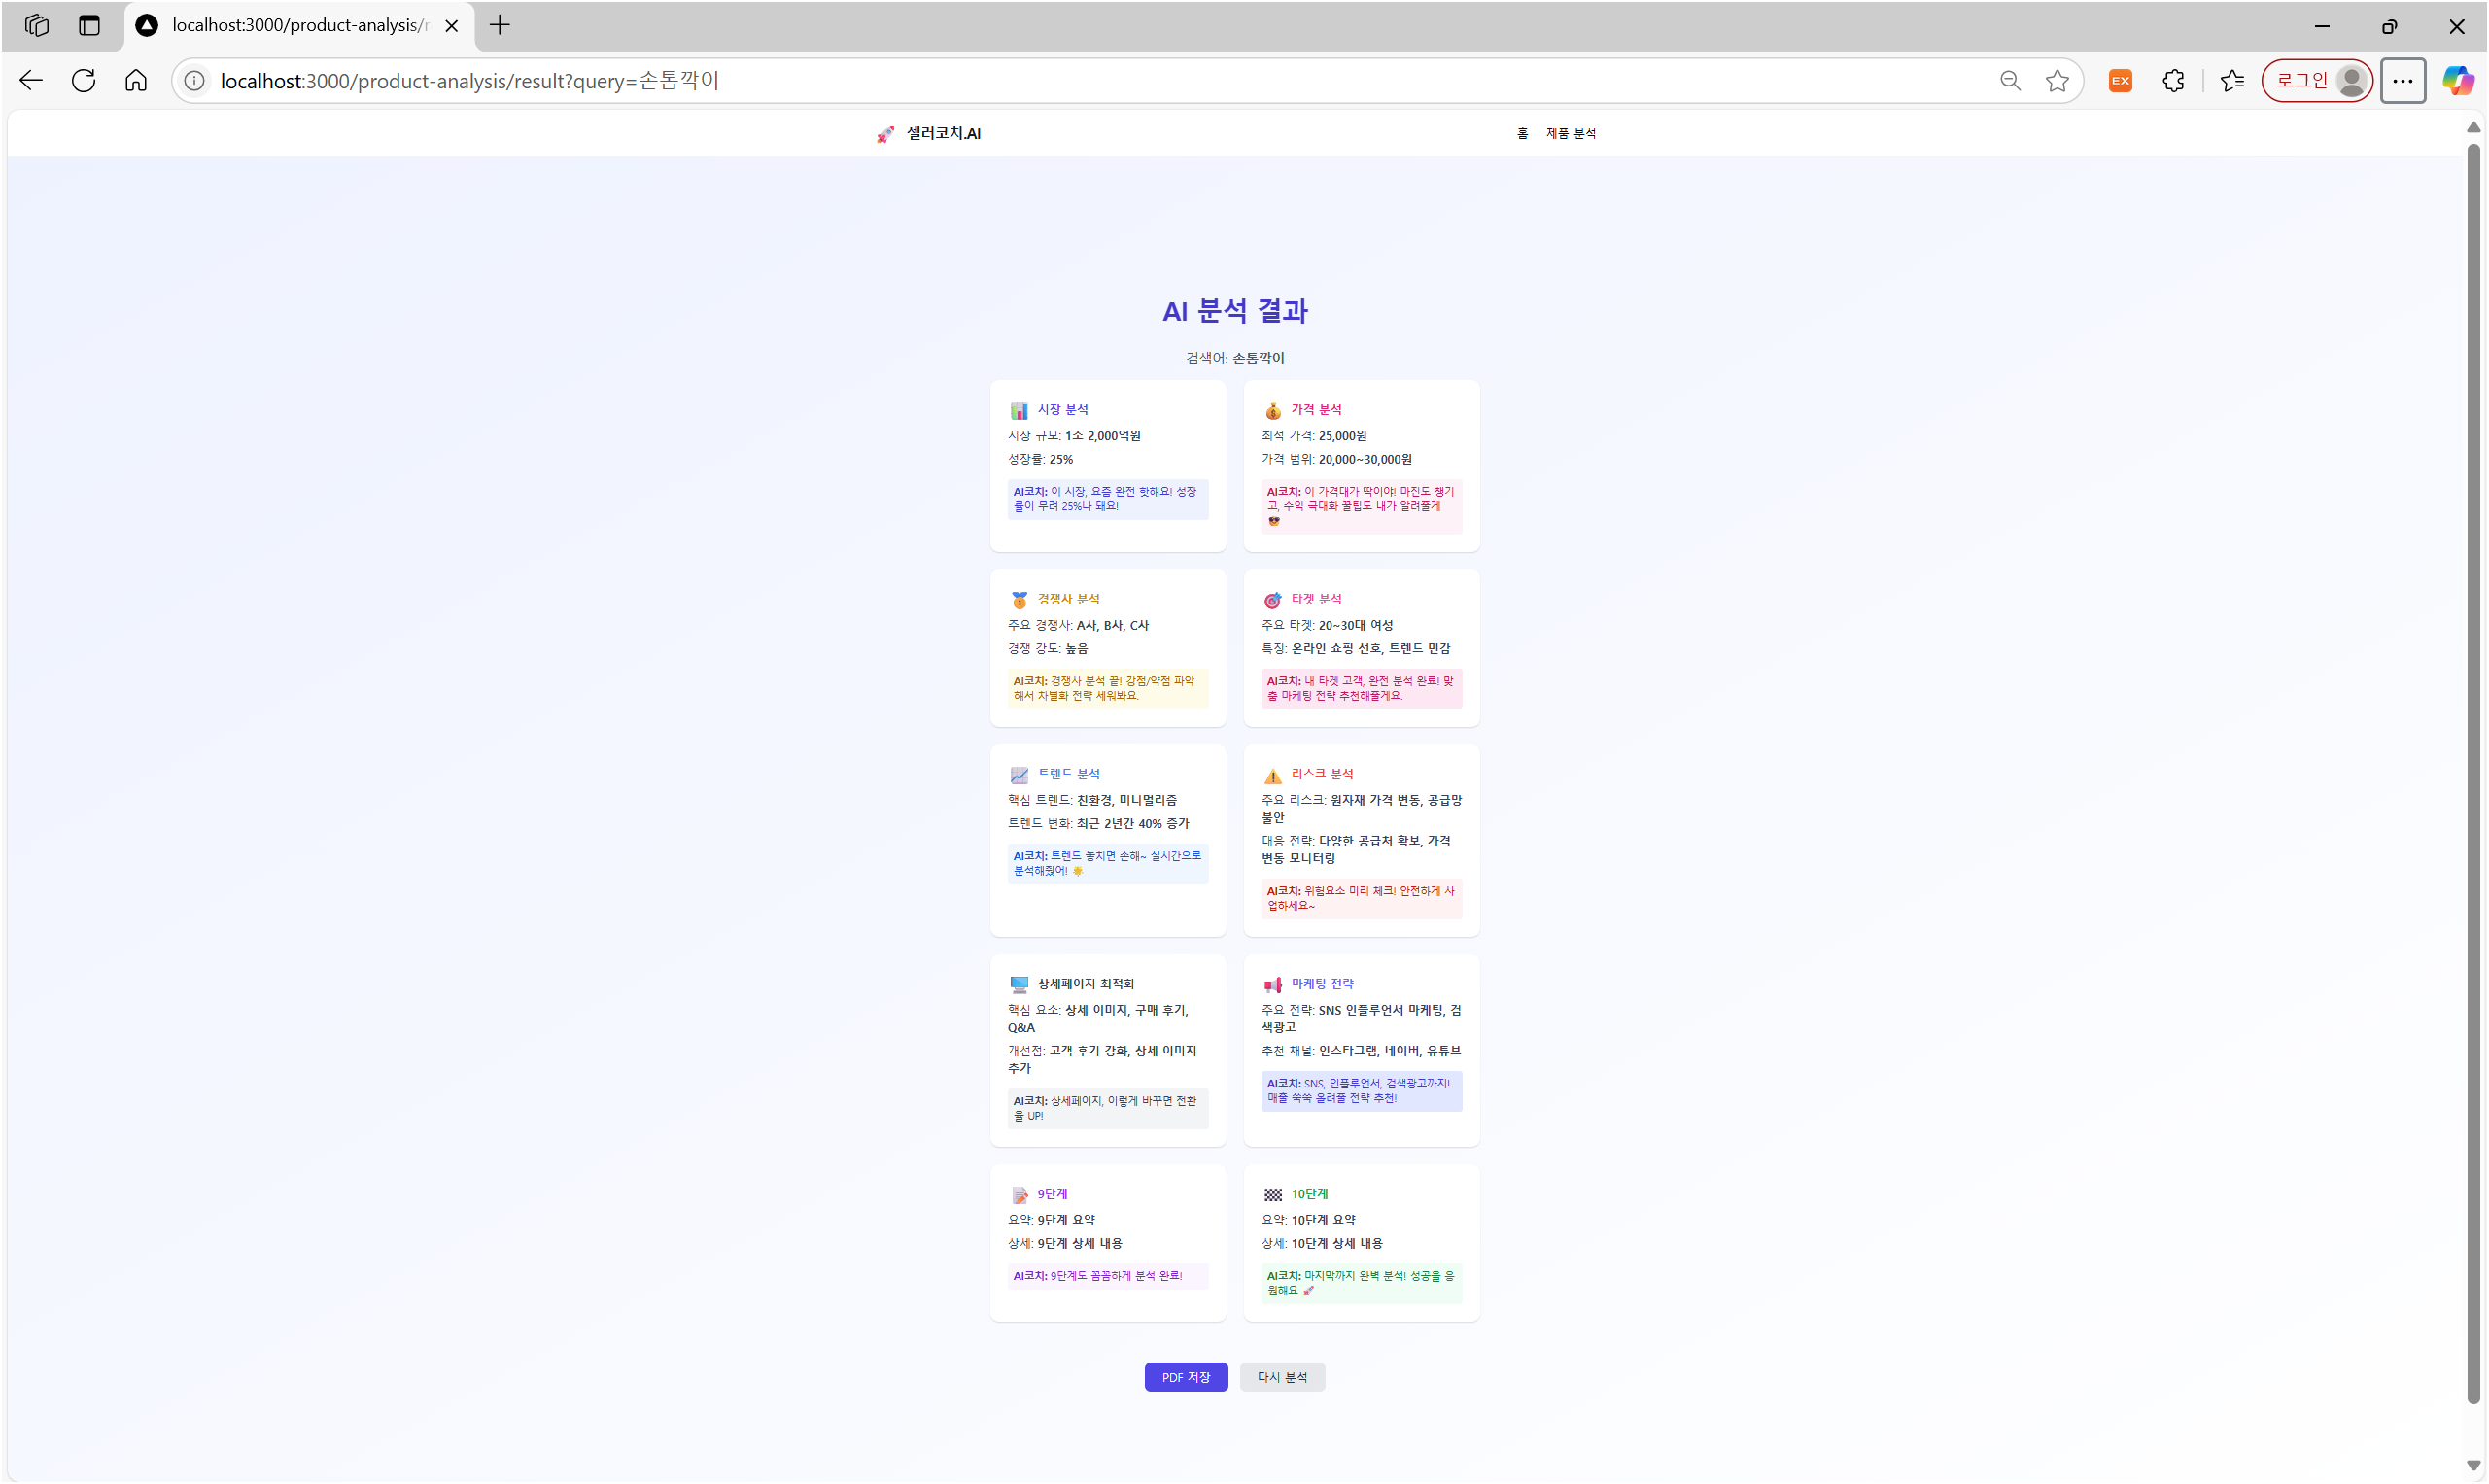 localhost:3000/product-analysis/r
localhost:3000/product-analysis/result?query=손톱깎이
EX
로그인
셀러코치.AI
홈
제품 분석
AI 분석 결과
검색어: 손톱깎이
시장 분석
시장 규모: 1조 2,000억원
성장률: 25%
AI코치: 이 시장, 요즘 완전 핫해요! 성장
률이 무려 25%나 돼요!
가격 분석
최적 가격: 25,000원
가격 범위: 20,000~30,000원
AI코치: 이 가격대가 딱이야! 마진도 챙기
고, 수익 극대화 꿀팁도 내가 알려줄게
😎
경쟁사 분석
주요 경쟁사: A사, B사, C사
경쟁 강도: 높음
AI코치: 경쟁사 분석 끝! 강점/약점 파악
해서 차별화 전략 세워봐요.
타겟 분석
주요 타겟: 20~30대 여성
특징: 온라인 쇼핑 선호, 트렌드 민감
AI코치: 내 타겟 고객, 완전 분석 완료! 맞
춤 마케팅 전략 추천해줄게요.
트렌드 분석
핵심 트렌드: 친환경, 미니멀리즘
트렌드 변화: 최근 2년간 40% 증가
AI코치: 트렌드 놓치면 손해~ 실시간으로
분석해줬어! 🌟
리스크 분석
주요 리스크: 원자재 가격 변동, 공급망
불안
대응 전략: 다양한 공급처 확보, 가격
변동 모니터링
AI코치: 위험요소 미리 체크! 안전하게 사
업하세요~
상세페이지 최적화
핵심 요소: 상세 이미지, 구매 후기,
Q&A
개선점: 고객 후기 강화, 상세 이미지
추가
AI코치: 상세페이지, 이렇게 바꾸면 전환
율 UP!
마케팅 전략
주요 전략: SNS 인플루언서 마케팅, 검
색광고
추천 채널: 인스타그램, 네이버, 유튜브
AI코치: SNS, 인플루언서, 검색광고까지!
매출 쑥쑥 올려줄 전략 추천!
9단계
요약: 9단계 요약
상세: 9단계 상세 내용
AI코치: 9단계도 꼼꼼하게 분석 완료!
10단계
요약: 10단계 요약
상세: 10단계 상세 내용
AI코치: 마지막까지 완벽 분석! 성공을 응
원해요 🚀
PDF 저장
다시 분석